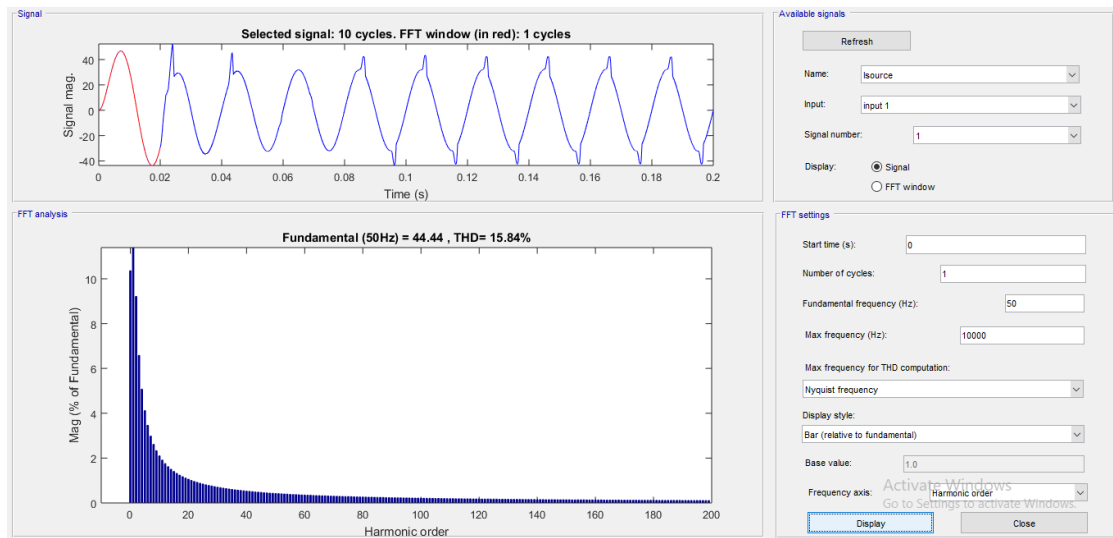 Signal
Selected signal: 10 cycles. FFT window (in red): 1 cycles
Signal mag.
40
20
0
-20
-40
0 0.02 0.04 0.06 0.08 0.1 0.12 0.14 0.16 0.18 0.2
Time (s)
Available signals
Refresh
Name: Isource
Input: input 1
Signal number: 1
Display: Signal
FFT window
FFT analysis
Fundamental (50Hz) = 44.44 , THD= 15.84%
Mag (% of Fundamental)
10
8
6
4
2
0
0 20 40 60 80 100 120 140 160 180 200
Harmonic order
FFT settings
Start time (s): 0
Number of cycles: 1
Fundamental frequency (Hz): 50
Max frequency (Hz): 10000
Max frequency for THD computation:
Nyquist frequency
Display style:
Bar (relative to fundamental)
Base value: 1.0
Frequency axis: Harmonic order
Activate Windows
Go to Settings to activate Windows.
Display Close